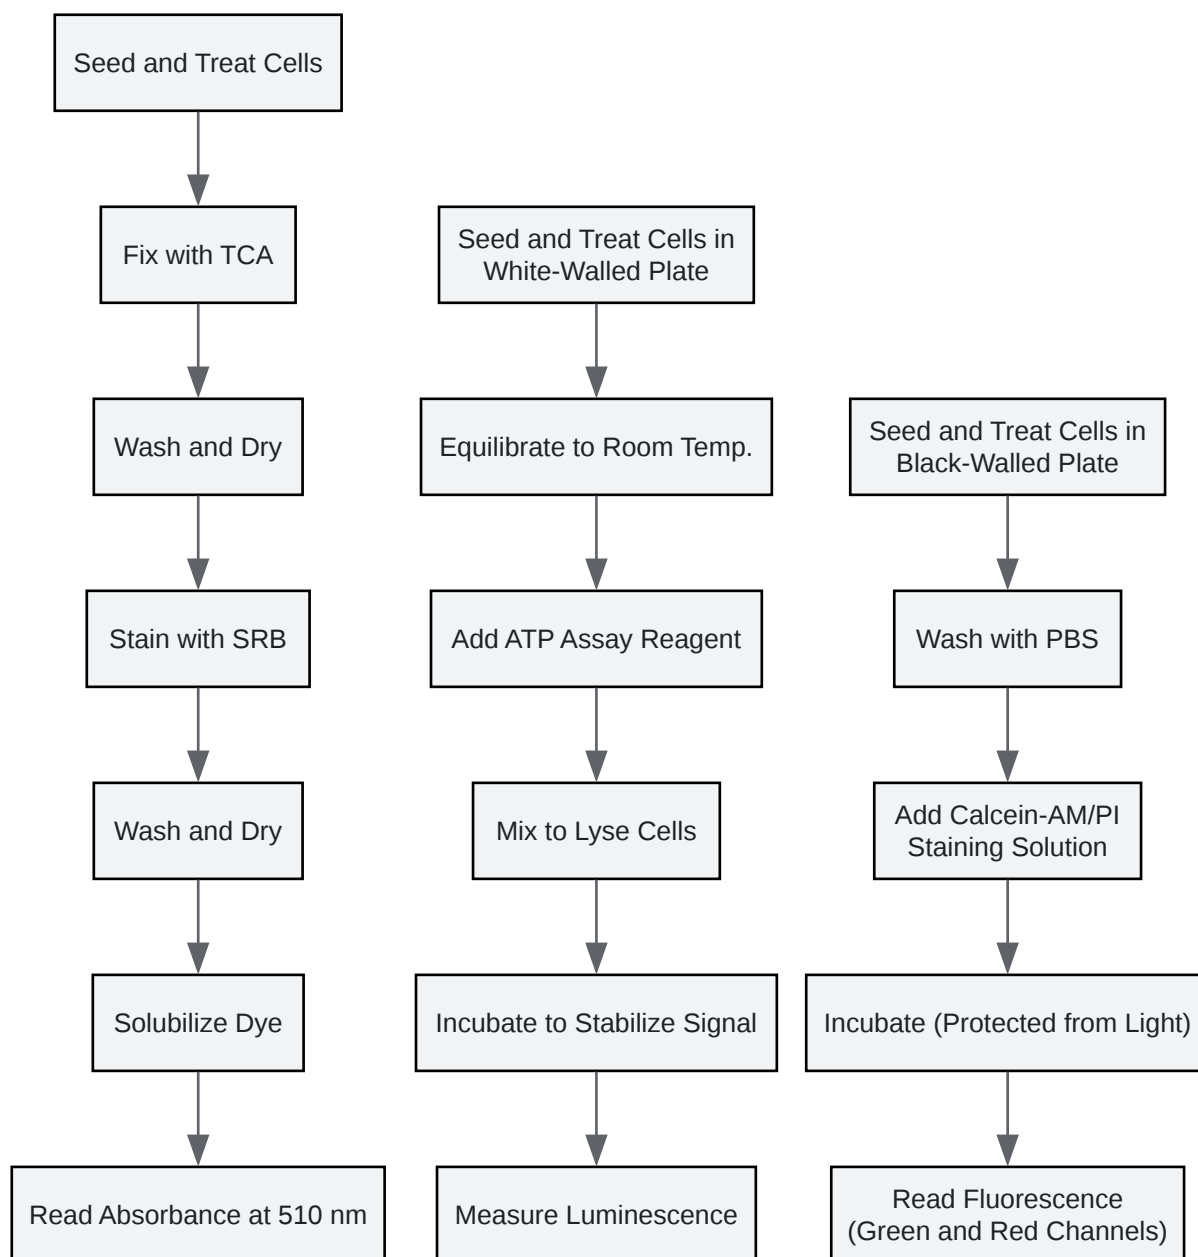 Seed and Treat Cells
Fix with TCA
Wash and Dry
Stain with SRB
Wash and Dry
Solubilize Dye
Read Absorbance at 510 nm
Seed and Treat Cells in
White-Walled Plate
Equilibrate to Room Temp.
Add ATP Assay Reagent
Mix to Lyse Cells
Incubate to Stabilize Signal
Measure Luminescence
Seed and Treat Cells in
Black-Walled Plate
Wash with PBS
Add Calcein-AM/PI
Staining Solution
Incubate (Protected from Light)
Read Fluorescence
(Green and Red Channels)